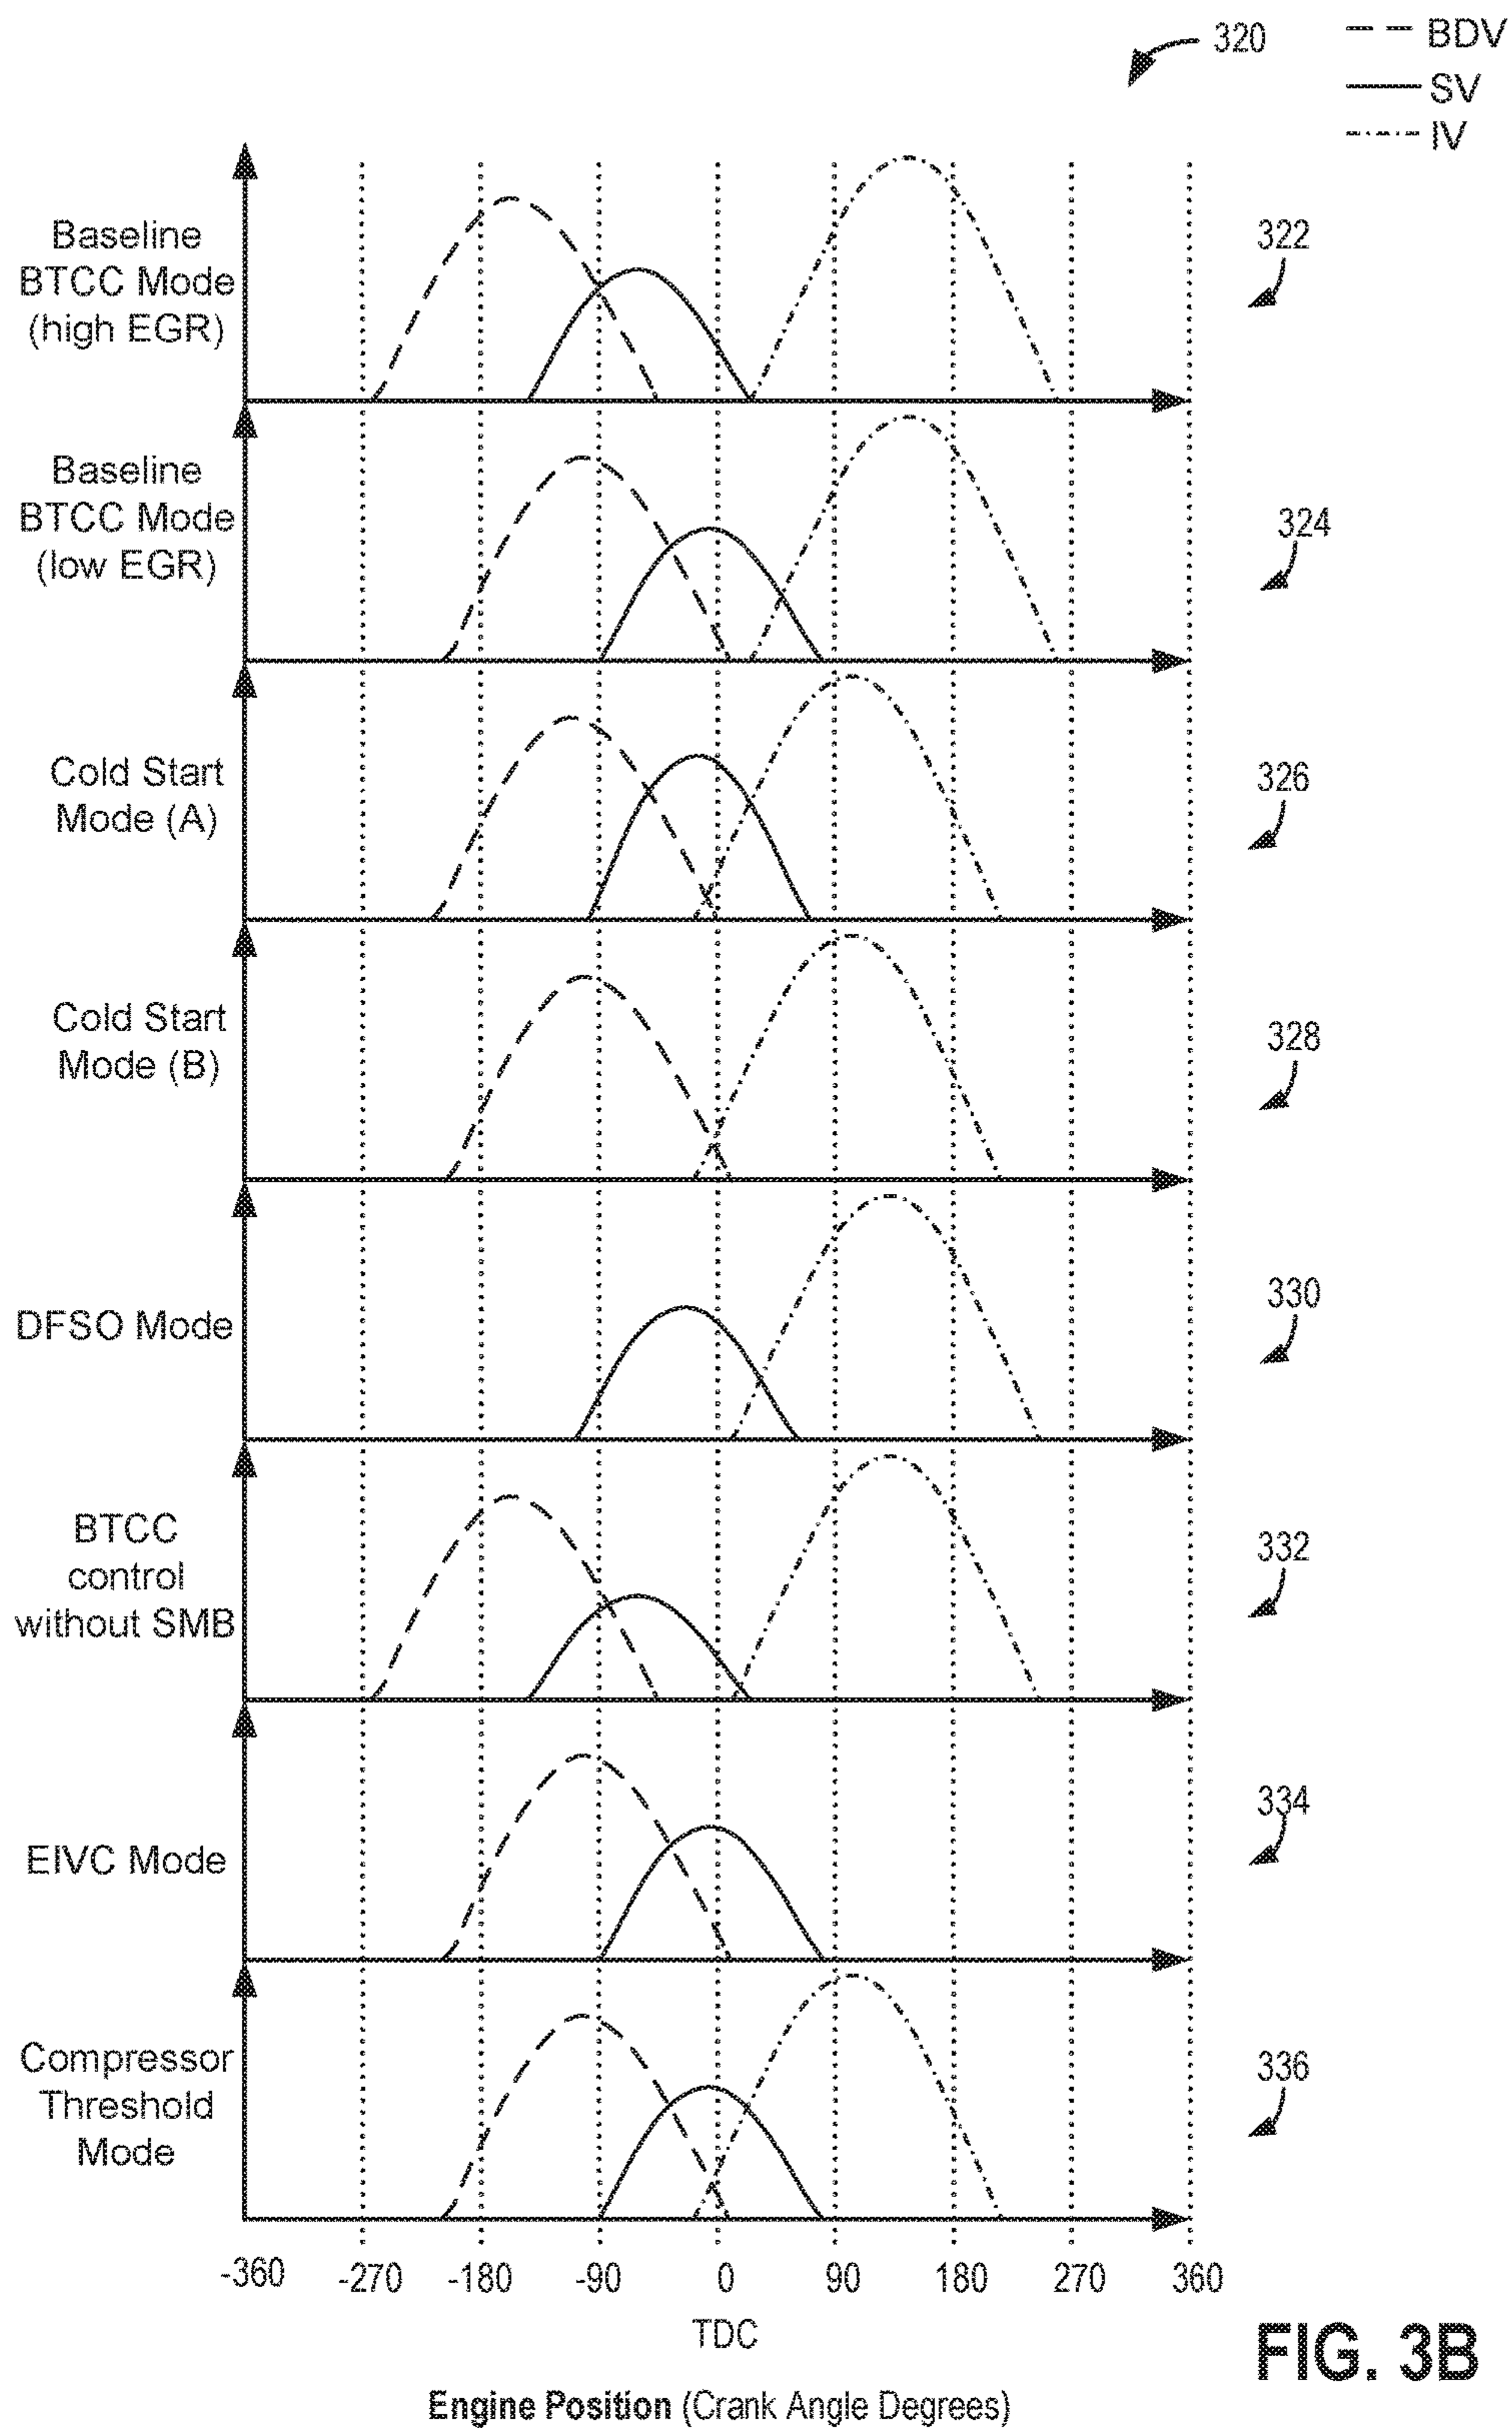 320
BDV
SV
IV
Baseline
BTCC Mode
(high EGR)
322
Baseline
BTCC Mode
(low EGR)
324
Cold Start
Mode (A)
326
Cold Start
Mode (B)
328
DFSO Mode
330
BTCC
control
without SMB
332
EIVC Mode
334
Compressor
Threshold
Mode
336
-360 -270 -180 -90 0 90 180 270 360
TDC
Engine Position (Crank Angle Degrees)
FIG. 3B